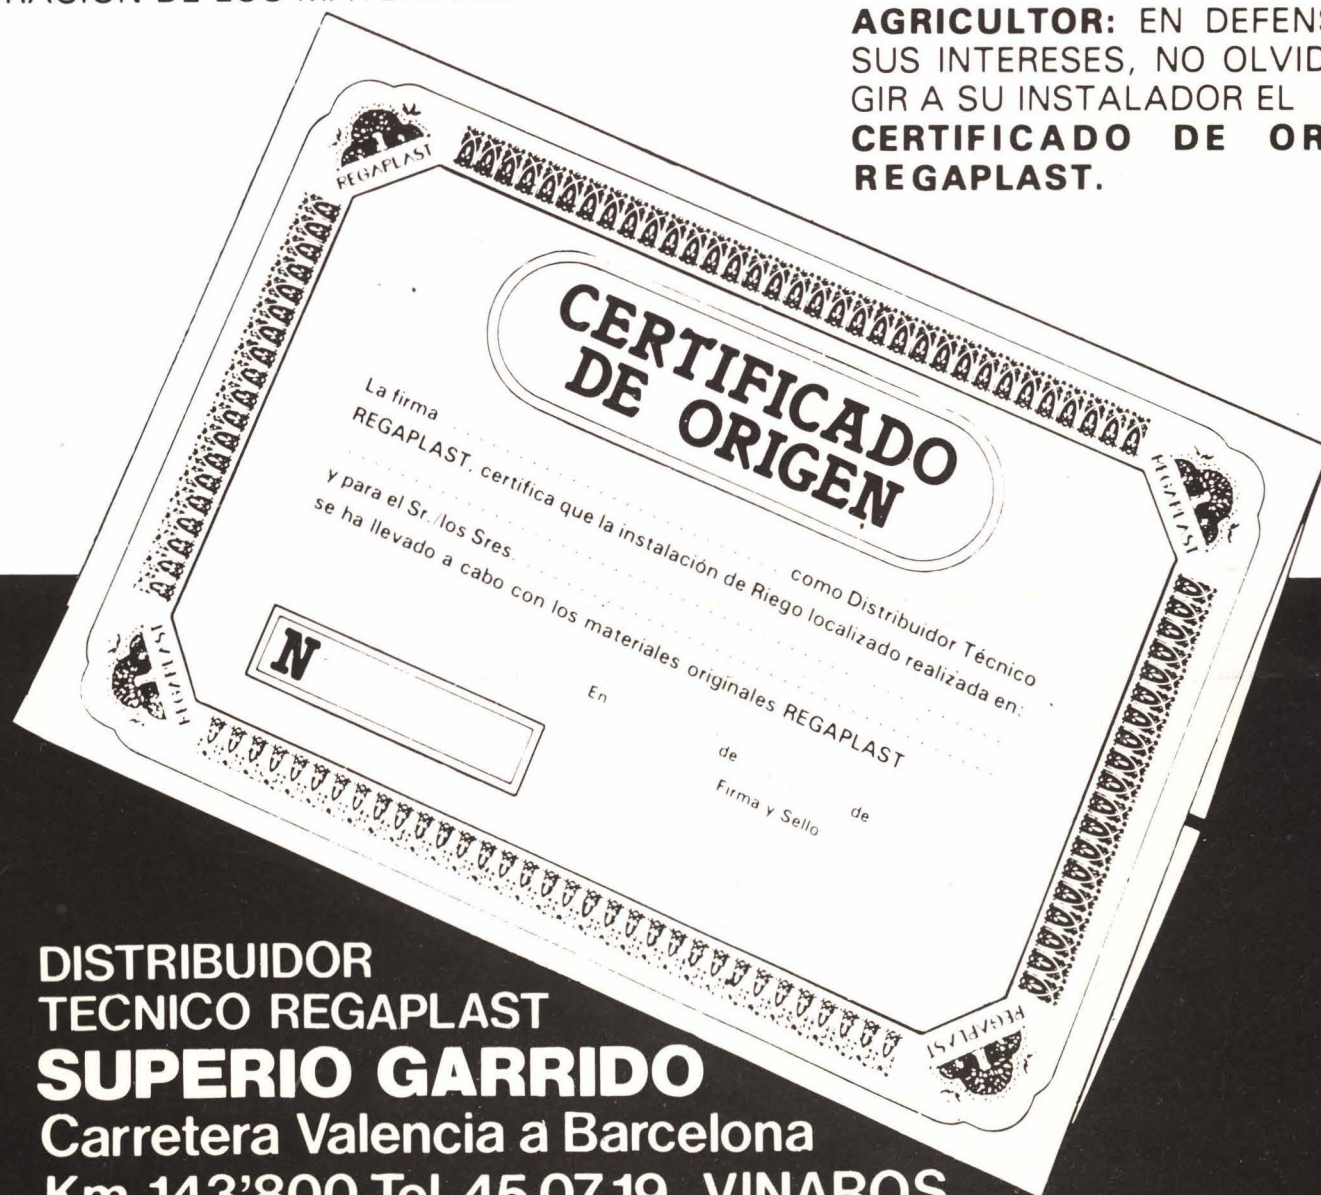 DE LOS
AGRICULTOR: EN DEFENS
SUS INTERESES, NO OLVID
GIR A SU INSTALADOR EL
CERTIFICADO DE OR
REGAPLAST.
REGAPLAST
CERTIFICADO
DE ORIGEN
REGAPLAST
La firma . . . . . . . . . . como Distribuidor Técnico
REGAPLAST, certifica que la instalación de Riego localizado realizada en:
y para el Sr./los Sres.
se ha llevado a cabo con los materiales originales REGAPLAST
N
En de de
Firma y Sello
REGAPLAST
REGAPLAST
DISTRIBUIDOR
TECNICO REGAPLAST
SUPERIO GARRIDO
Carretera Valencia a Barcelona
Km. 143'800 Tel. 45.07.19 VINAROS